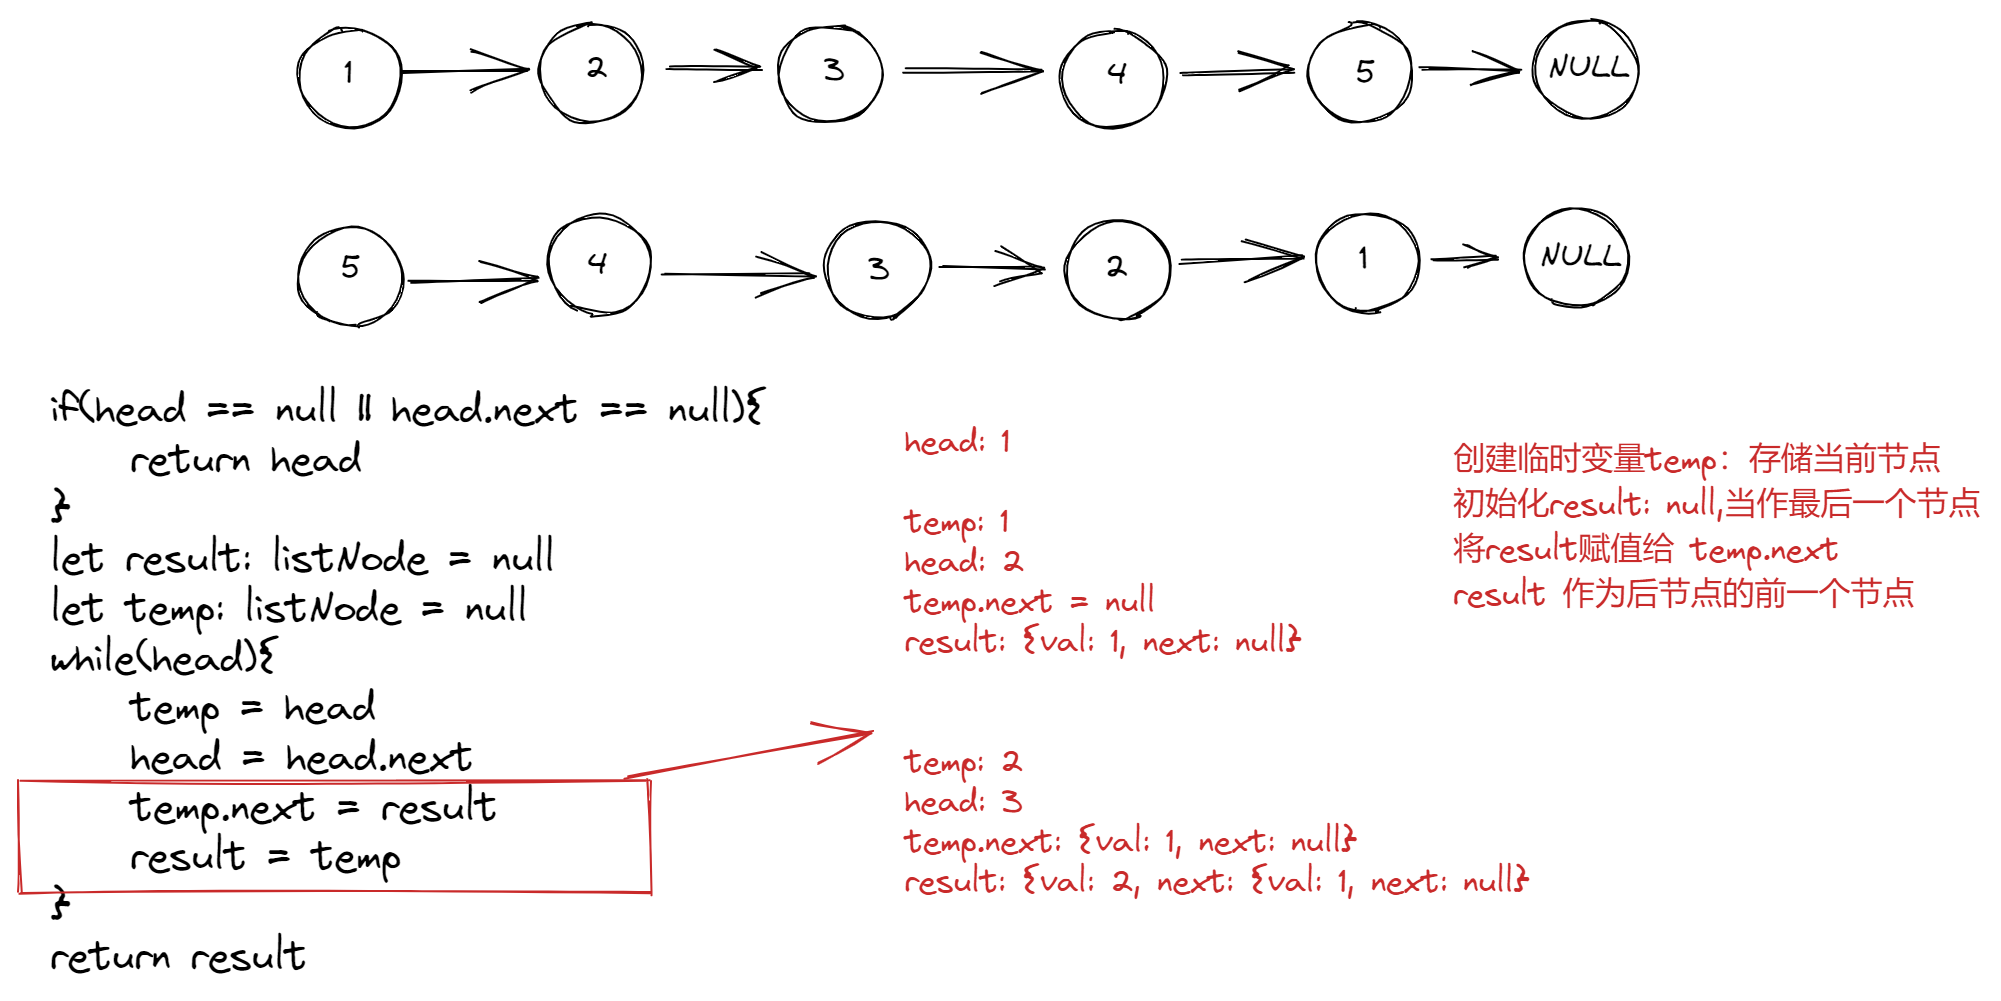 1 2 3 4 5 NULL
5 4 3 2 1 NULL
if(head == null || head.next == null){
return head
}
let result: listNode = null
let temp: listNode = null
while(head){
temp = head
head = head.next
temp.next = result
result = temp
}
return result
head: 1
temp: 1
head: 2
temp.next = null
result: {val: 1, next: null}
temp: 2
head: 3
temp.next: {val: 1, next: null}
result: {val: 2, next: {val: 1, next: null}
创建临时变量temp: 存储当前节点
初始化result: null,当作最后一个节点
将result赋值给 temp.next
result 作为后节点的前一个节点